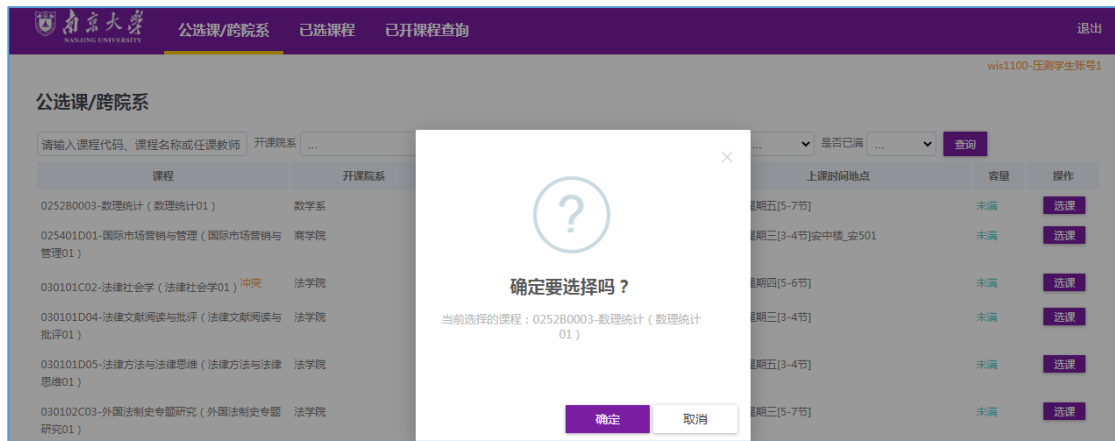 南京大学 公选课/跨院系 已选课程 已开课程查询 退出
NANJING UNIVERSITY
wis1100-压测学生账号1
公选课/跨院系
请输入课程代码、课程名称或任课教师 开课院系 ... ... 是否已满 ... 查询
课程 开课院系 上课时间地点 容量 操作
0252B0003-数理统计（数理统计01） 数学系 星期五[5-7节] 未满 选课
025401D01-国际市场营销与管理（国际市场营销与 商学院 星期三[3-4节]安中楼_安501 未满 选课
管理01）
030101C02-法律社会学（法律社会学01）冲突 法学院 星期四[5-6节] 未满 选课
030101D04-法律文献阅读与批评（法律文献阅读与 法学院 星期三[3-4节] 未满 选课
批评01）
030101D05-法律方法与法律思维（法律方法与法律 法学院 星期五[3-4节] 未满 选课
思维01）
030102C03-外国法制史专题研究（外国法制史专题 法学院 星期三[5-7节] 未满 选课
研究01）
×
?
确定要选择吗？
当前选择的课程：0252B0003-数理统计（数理统计
01）
确定 取消